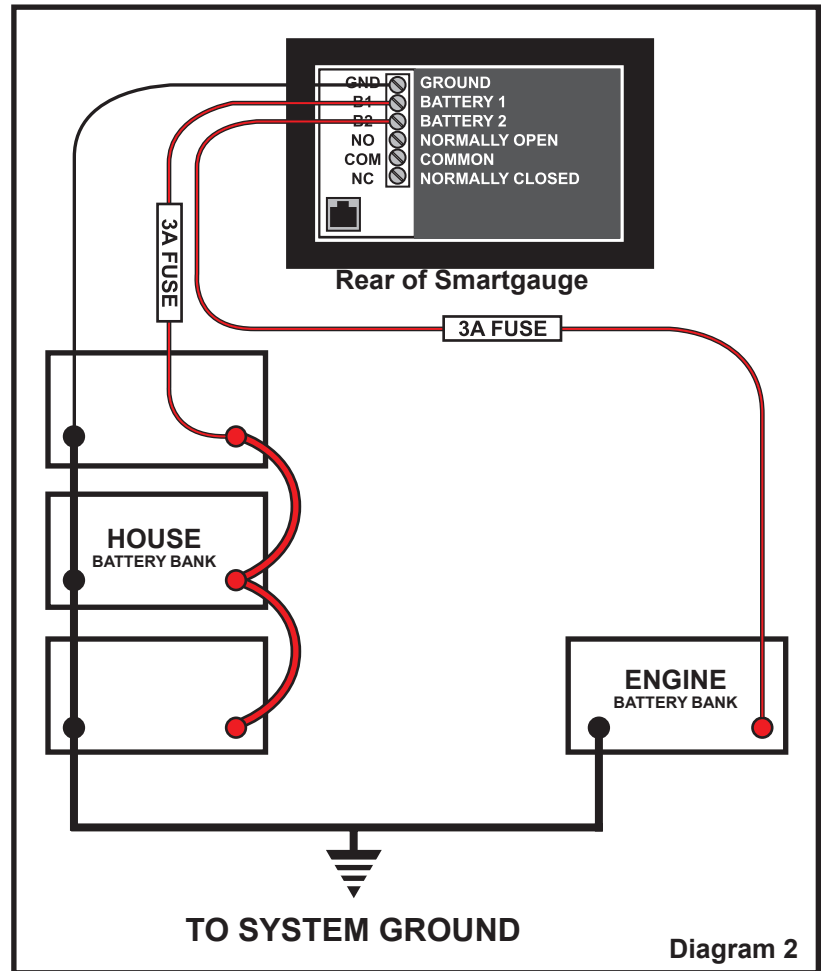 GND GROUND
B1 BATTERY 1
B2 BATTERY 2
NO NORMALLY OPEN
COM COMMON
NC NORMALLY CLOSED
Rear of Smartgauge
3A FUSE
3A FUSE
HOUSE
BATTERY BANK
ENGINE
BATTERY BANK
TO SYSTEM GROUND
Diagram 2